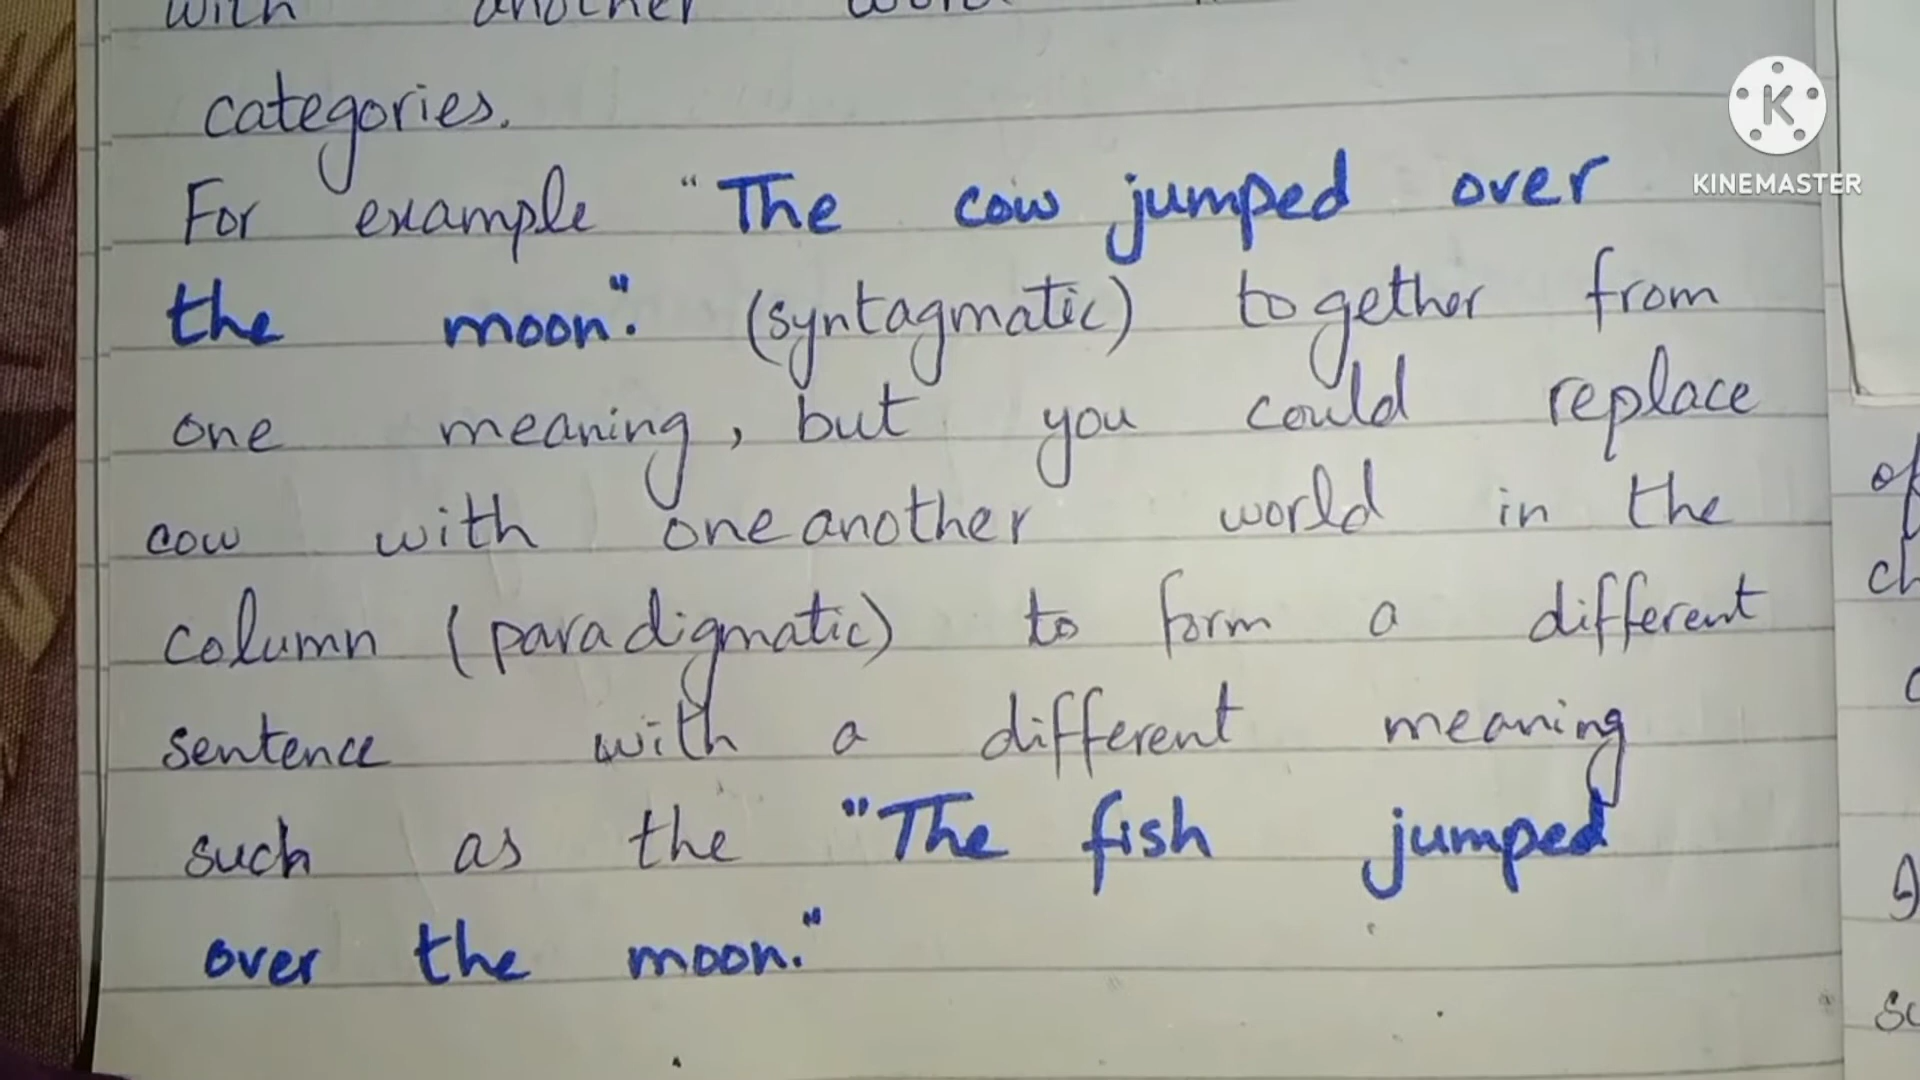 with another
categories.
For example "The cow jumped over
the moon." (syntagmatic) together from
one meaning, but you could replace
cow with one another world in the
column (paradigmatic) to form a different
sentence with a different meaning
such as the "The fish jumped
over the moon."
K
KINEMASTER